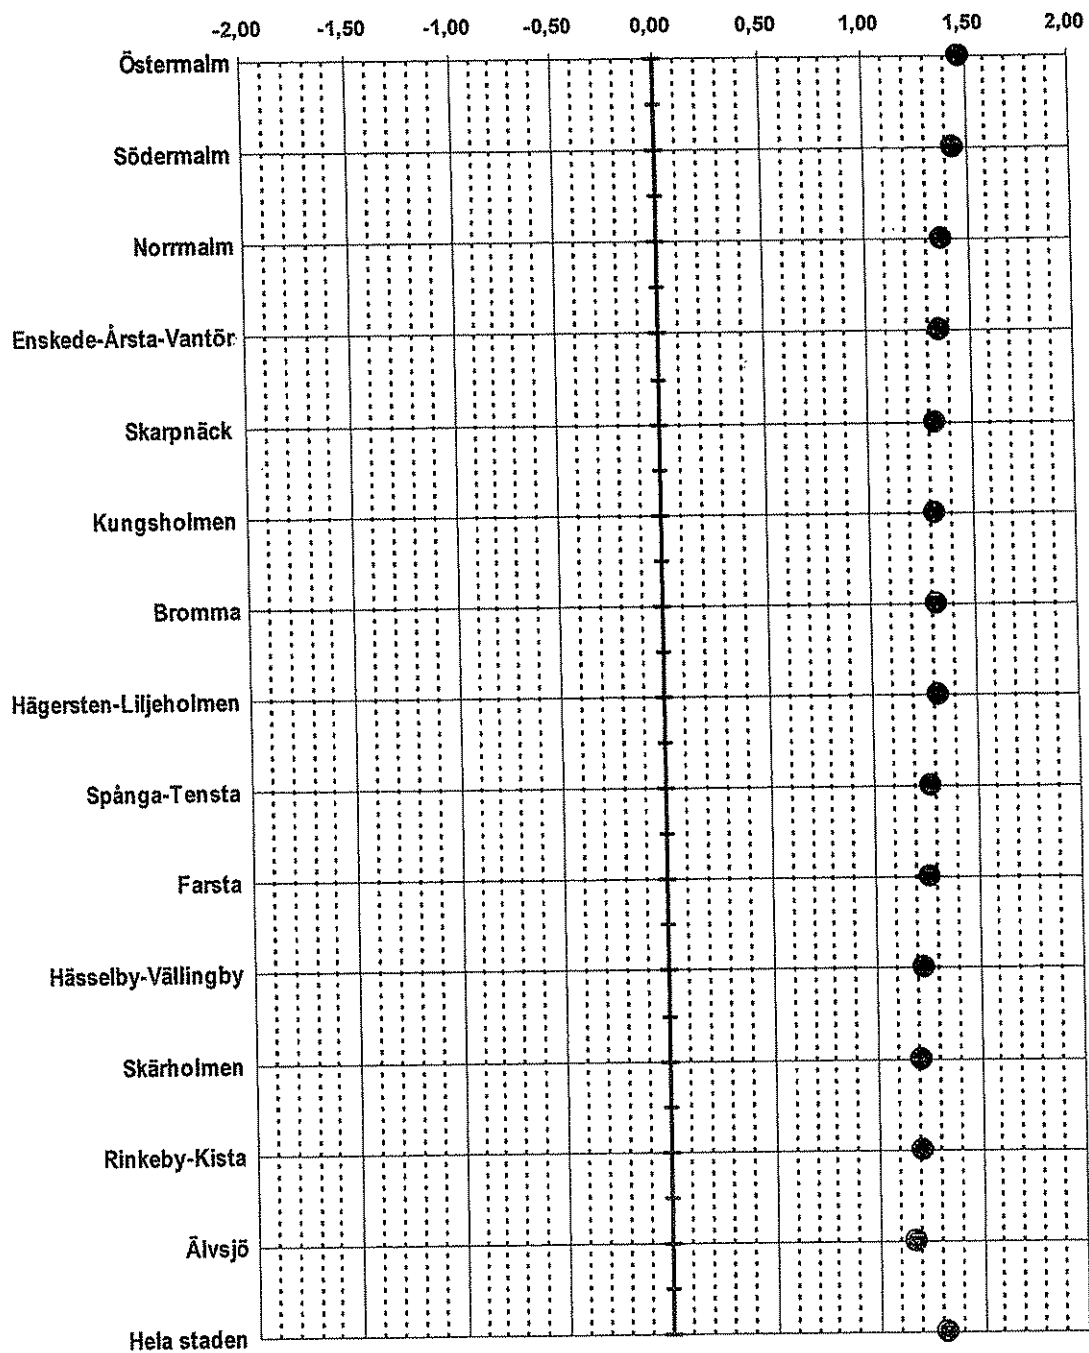 -2,00 -1,50 -1,00 -0,50 0,00 0,50 1,00 1,50 2,00
Östermalm
Södermalm
Norrmalm
Enskede-Årsta-Vantör
Skarpnäck
Kungsholmen
Bromma
Hägersten-Liljeholmen
Spånga-Tensta
Farsta
Hässelby-Vällingby
Skärholmen
Rinkeby-Kista
Älvsjö
Hela staden